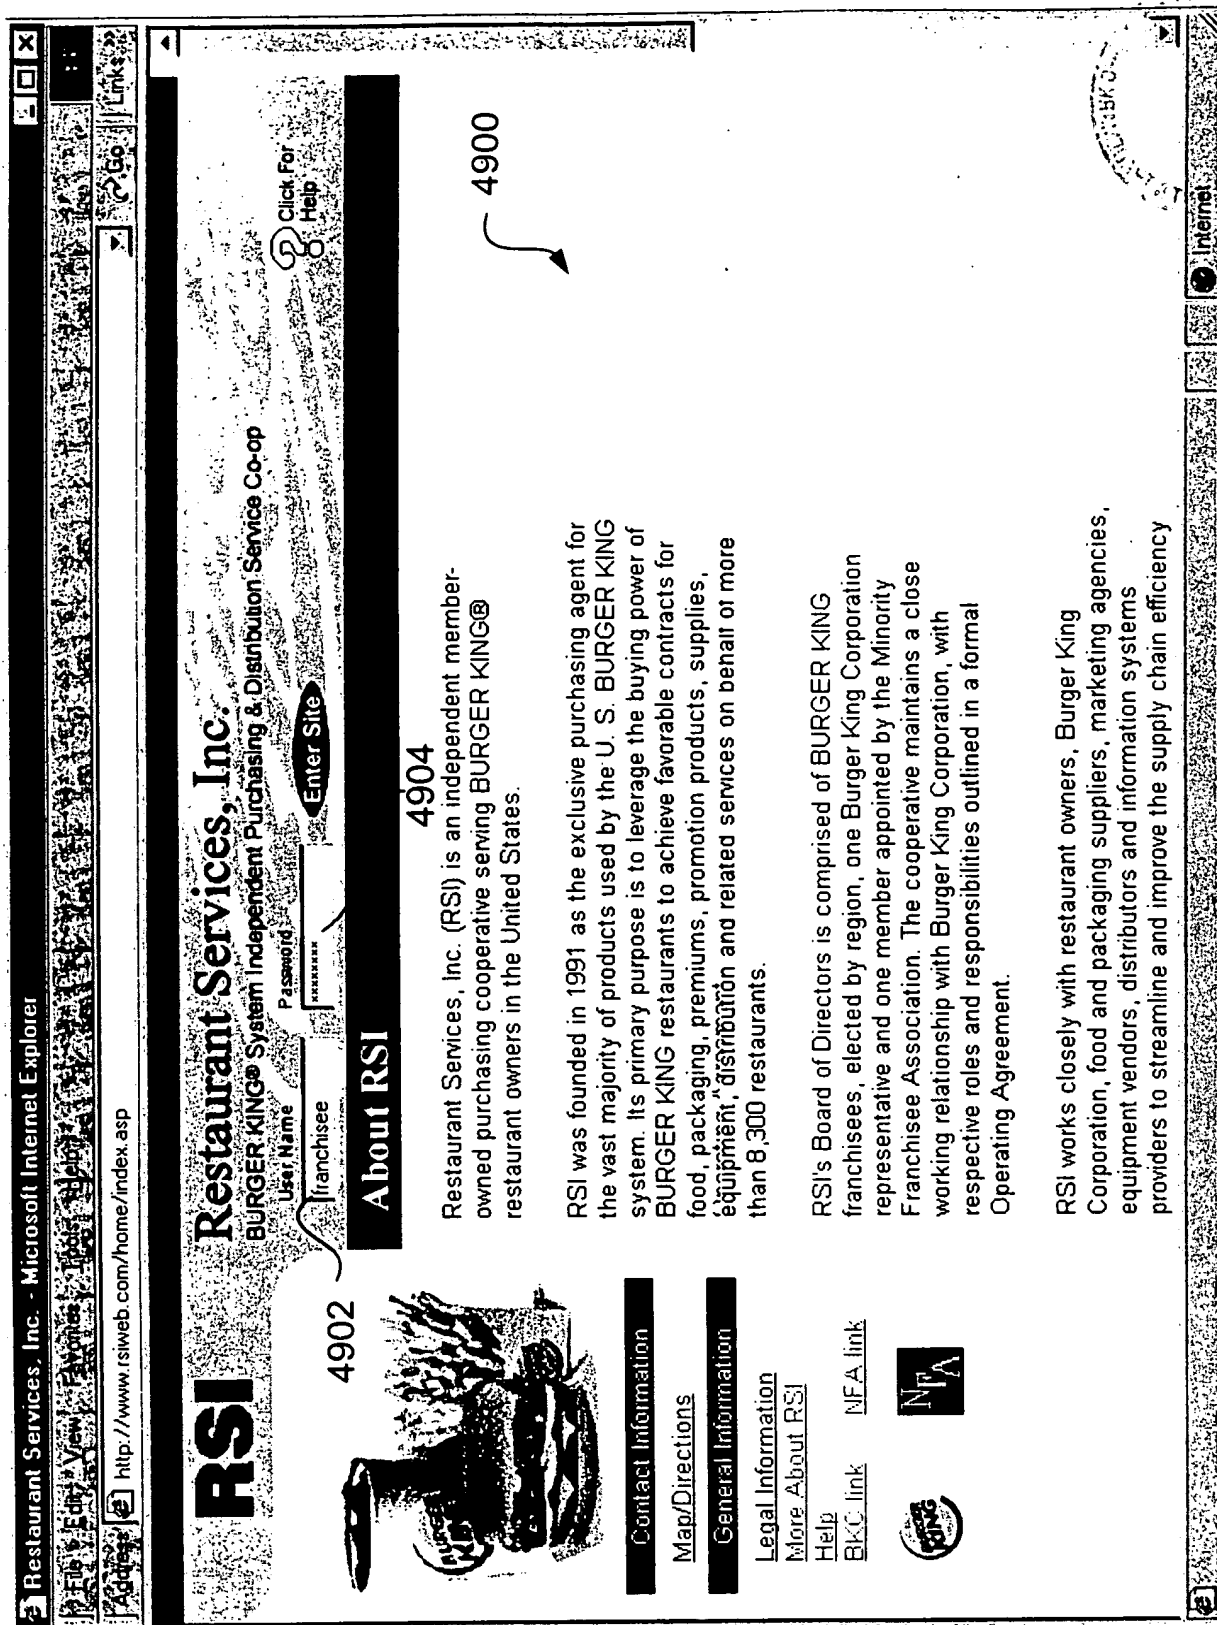 Restaurant Services, Inc. - Microsoft Internet Explorer
File Edit View Favorites Tools Help
Address http://www.rsiweb.com/home/index.asp Go Links »
RSI
Restaurant Services, Inc.
BURGER KING® System Independent Purchasing & Distribution Service Co-op
User Name Password
franchisee xxxxxxxx Enter Site
Click For
Help
About RSI
4902
4904
4900
Restaurant Services, Inc. (RSI) is an independent member-
owned purchasing cooperative serving BURGER KING®
restaurant owners in the United States.
RSI was founded in 1991 as the exclusive purchasing agent for
the vast majority of products used by the U. S. BURGER KING
system. Its primary purpose is to leverage the buying power of
BURGER KING restaurants to achieve favorable contracts for
food, packaging, premiums, promotion products, supplies,
equipment, distribution and related services on behalf of more
than 8,300 restaurants.
RSI's Board of Directors is comprised of BURGER KING
franchisees, elected by region, one Burger King Corporation
representative and one member appointed by the Minority
Franchisee Association. The cooperative maintains a close
working relationship with Burger King Corporation, with
respective roles and responsibilities outlined in a formal
Operating Agreement.
RSI works closely with restaurant owners, Burger King
Corporation, food and packaging suppliers, marketing agencies,
equipment vendors, distributors and information systems
providers to streamline and improve the supply chain efficiency
Contact Information
Map/Directions
General Information
Legal Information
More About RSI
Help
BKC link NFA link
BURGER KING
NFA
Internet